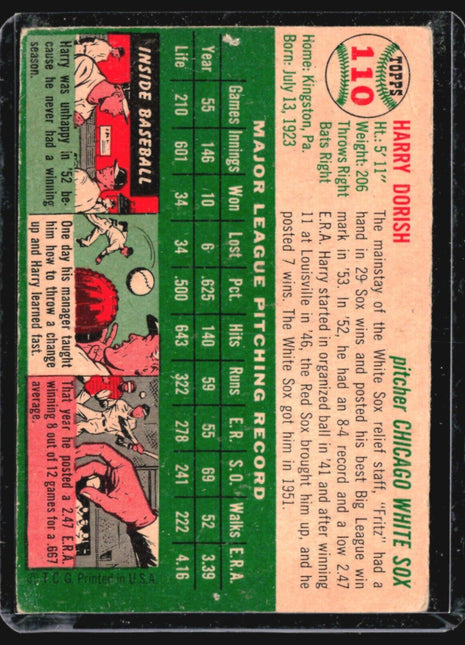 TOPPS
110
HARRY DORISH
pitcher CHICAGO WHITE SOX
Ht.: 5'11"
Weight: 206
Throws Right
Bats Right
Home: Kingston, Pa.
Born: July 13, 1923
The mainstay of the White Sox relief staff, "Fritz" had a
hand in 29 Sox wins and posted his best Big League win
mark in '53. In '52, he had an 8-4 record and a low 2.47
E.R.A. Harry started in organized ball in '41 and after winning
11 at Louisville in '46, the Red Sox brought him up, and he
posted 7 wins. The White Sox got him in 1951.
MAJOR LEAGUE PITCHING RECORD
Games Innings Won Lost Pct. Hits Runs E.R. S.O. Walks E.R.A.
Year 55 146 10 6 .625 140 59 55 69 52 3.39
Life 210 601 34 34 .500 643 322 278 241 222 4.16
INSIDE BASEBALL
Harry was unhappy in '52 be-
cause he never had a winning
season.
One day his manager taught
him how to throw a change
up and Harry learned fast.
That year he posted a 2.47 E.R.A.
winning 8 out of 12 games for a .667
average.
T.C.G. Printed in U.S.A.